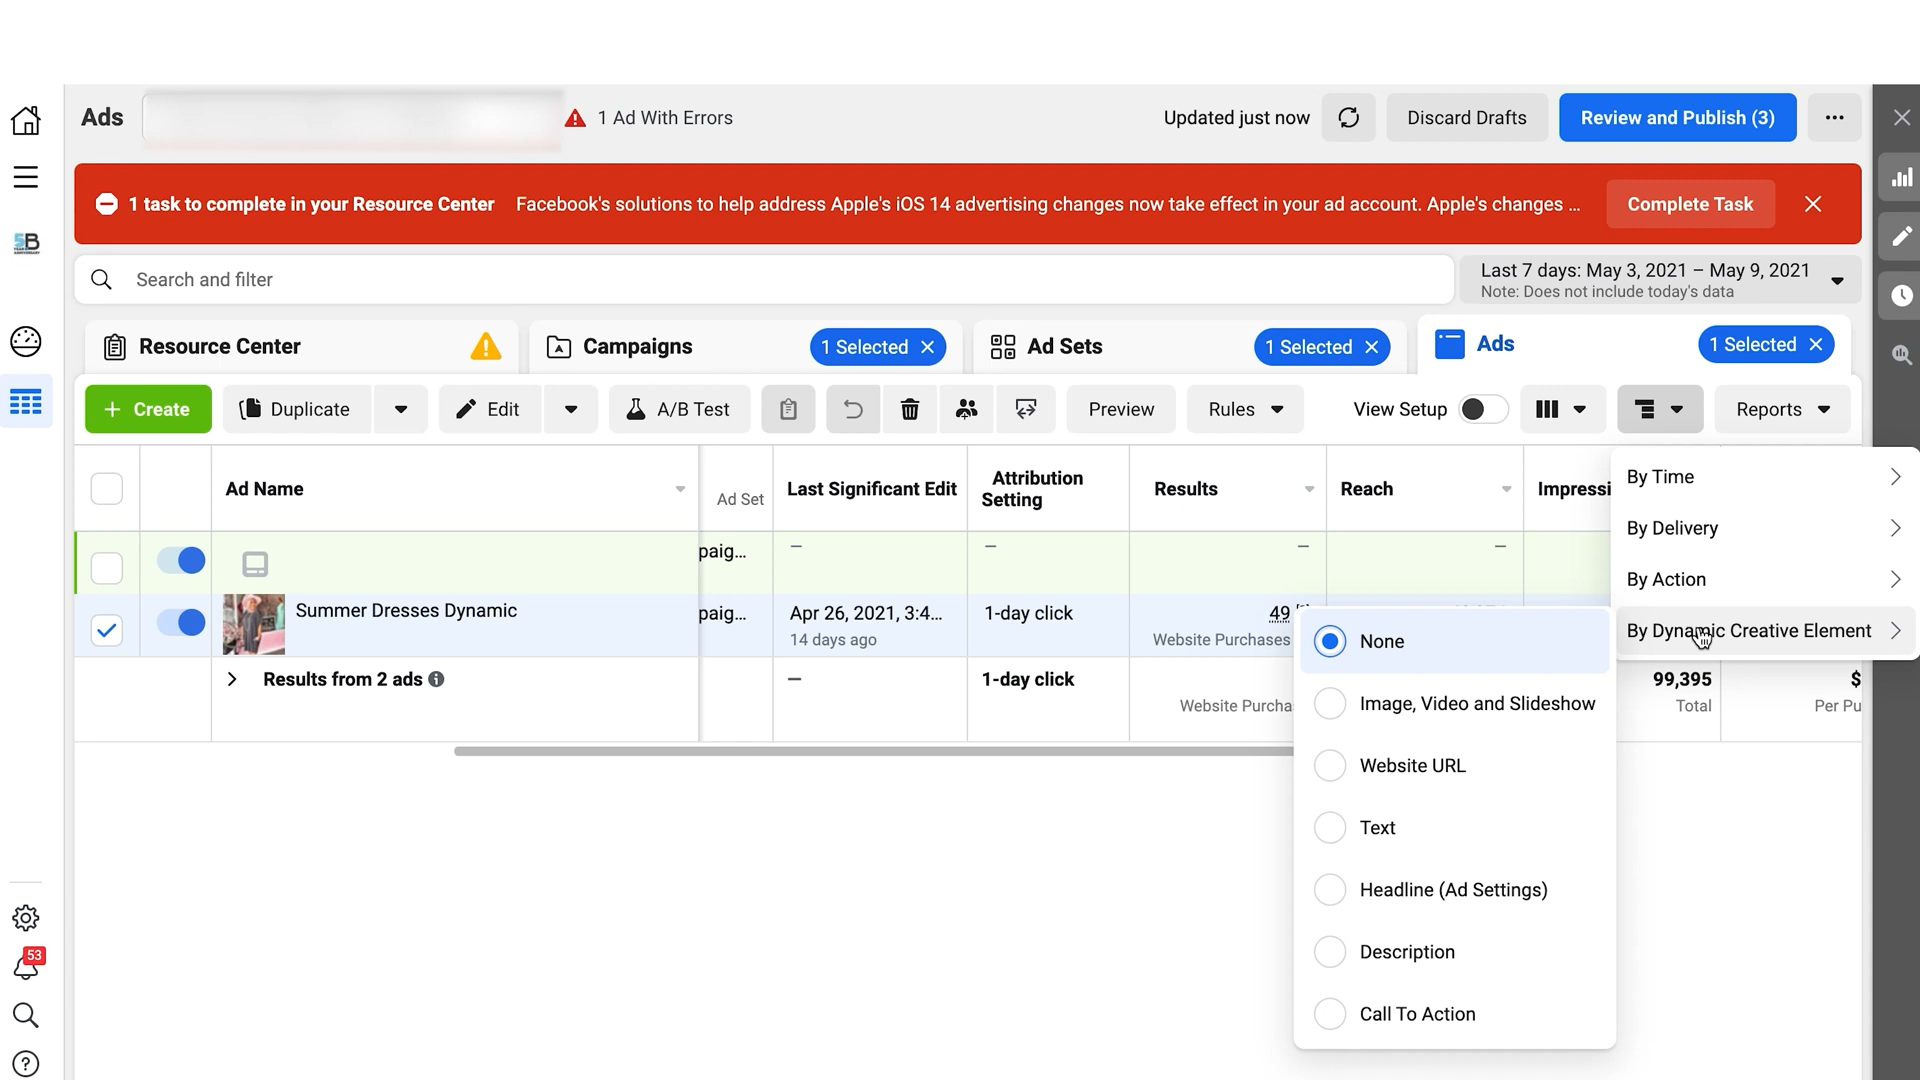 Ads
1 Ad With Errors
Updated just now
Discard Drafts
Review and Publish (3)
1 task to complete in your Resource Center
Facebook's solutions to help address Apple's iOS 14 advertising changes now take effect in your ad account. Apple's changes ...
Complete Task
Search and filter
Last 7 days: May 3, 2021 – May 9, 2021
Note: Does not include today's data
Resource Center
Campaigns
1 Selected
Ad Sets
1 Selected
Ads
1 Selected
Create
Duplicate
Edit
A/B Test
Preview
Rules
View Setup
Reports
Ad Name
Ad Set
Last Significant Edit
Attribution
Setting
Results
Reach
Impressi
By Time
By Delivery
By Action
By Dynamic Creative Element
paig...
–
–
–
–
Summer Dresses Dynamic
paig...
Apr 26, 2021, 3:4...
14 days ago
1-day click
49
Website Purchases
Results from 2 ads
–
1-day click
Website Purcha
99,395
Total
$
Per Pu
None
Image, Video and Slideshow
Website URL
Text
Headline (Ad Settings)
Description
Call To Action
5B
53